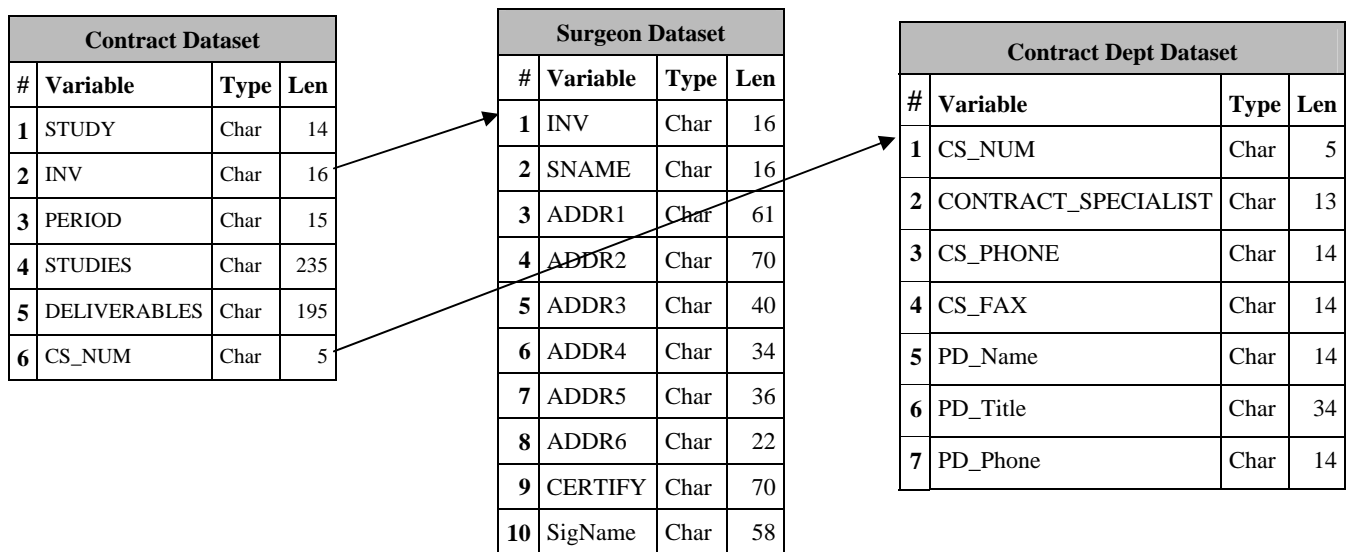 Contract Dataset
# Variable Type Len
1 STUDY Char 14
2 INV Char 16
3 PERIOD Char 15
4 STUDIES Char 235
5 DELIVERABLES Char 195
6 CS_NUM Char 5
Surgeon Dataset
# Variable Type Len
1 INV Char 16
2 SNAME Char 16
3 ADDR1 Char 61
4 ADDR2 Char 70
5 ADDR3 Char 40
6 ADDR4 Char 34
7 ADDR5 Char 36
8 ADDR6 Char 22
9 CERTIFY Char 70
10 SigName Char 58
Contract Dept Dataset
# Variable Type Len
1 CS_NUM Char 5
2 CONTRACT_SPECIALIST Char 13
3 CS_PHONE Char 14
4 CS_FAX Char 14
5 PD_Name Char 14
6 PD_Title Char 34
7 PD_Phone Char 14